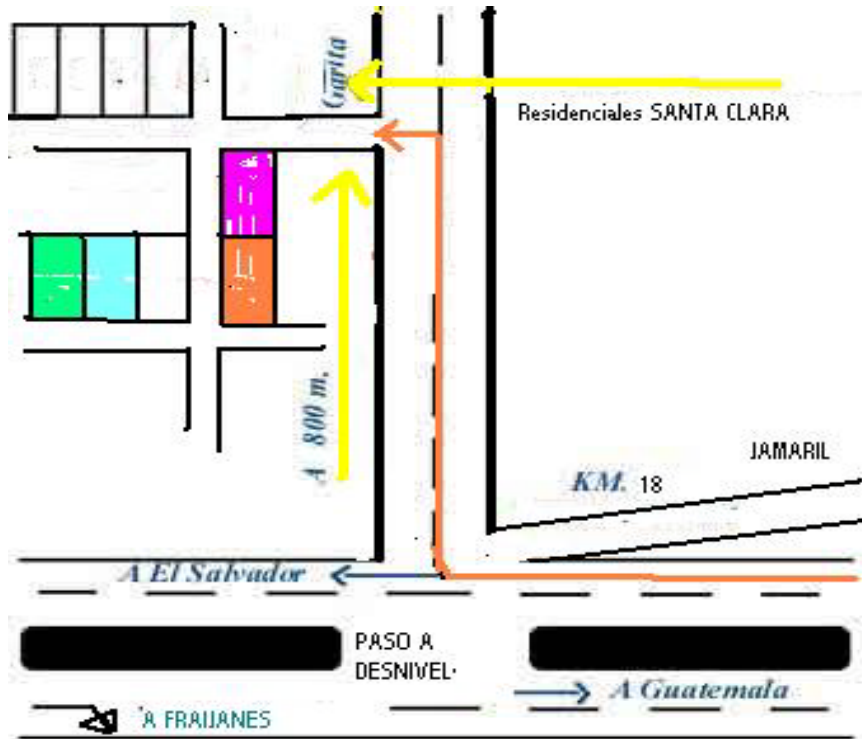 Garita
Residenciales SANTA CLARA
A 800 m.
JAMARIL
KM. 18
A El Salvador
PASO A
DESNIVEL.
A Guatemala
A FRAIJANES